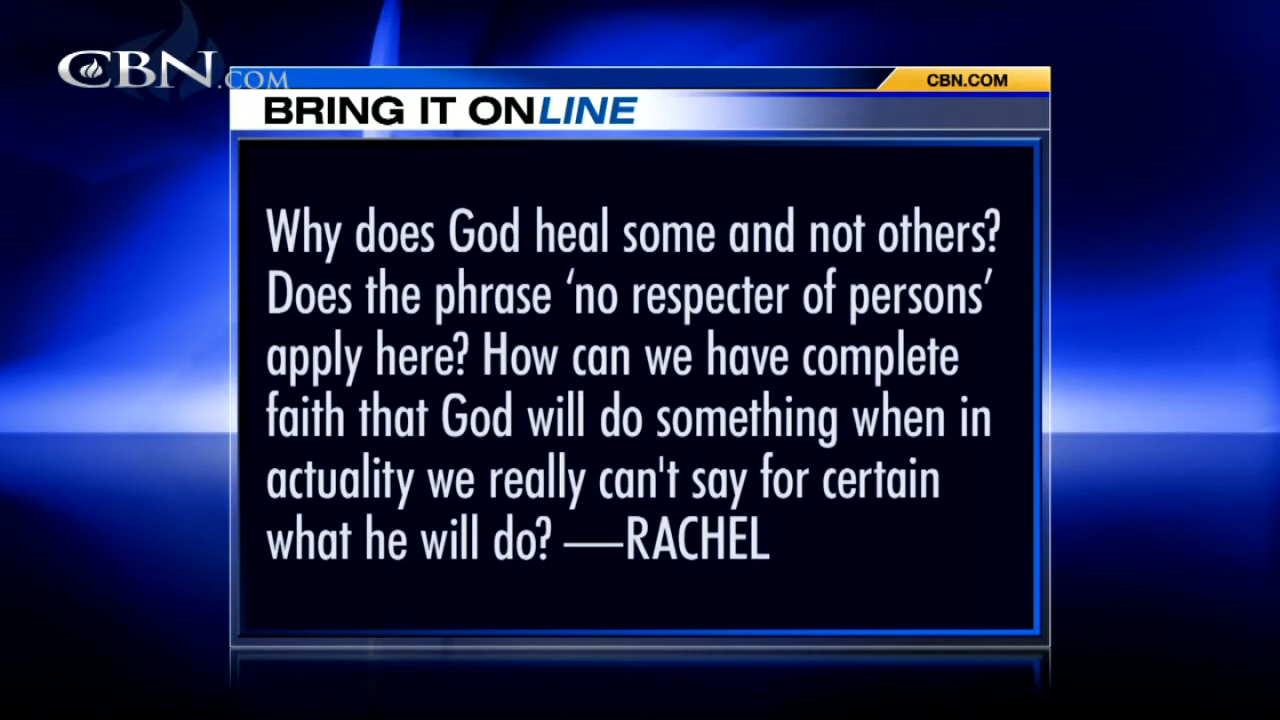 CBN.COM
CBN.COM
BRING IT ONLINE
Why does God heal some and not others?
Does the phrase ‘no respecter of persons’
apply here? How can we have complete
faith that God will do something when in
actuality we really can't say for certain
what he will do? —RACHEL